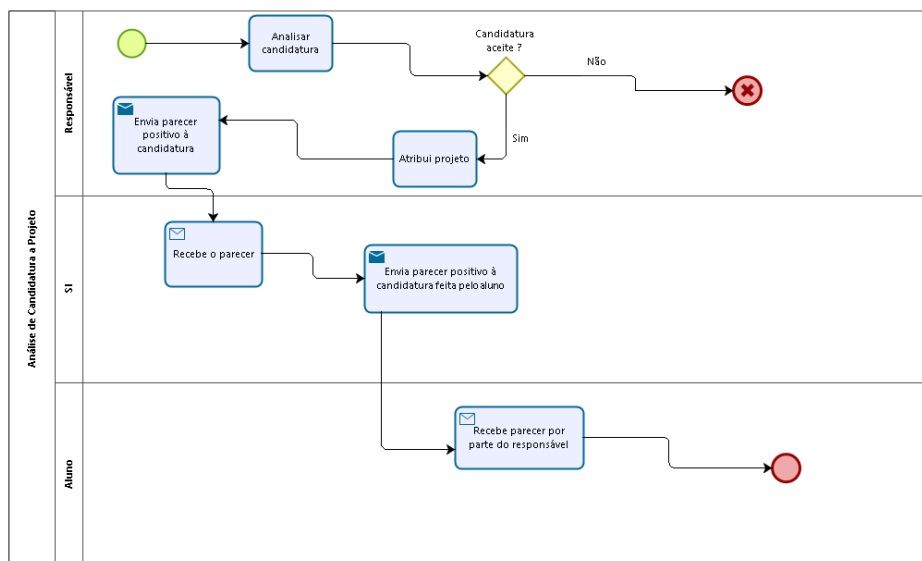 Análise de Candidatura a Projeto
Responsável
Analisar
candidatura
Candidatura
aceite ?
Não
Sim
Atribui projeto
Envia parecer
positivo à
candidatura
SI
Recebe o parecer
Envia parecer positivo à
candidatura feita pelo aluno
Aluno
Recebe parecer por
parte do responsável